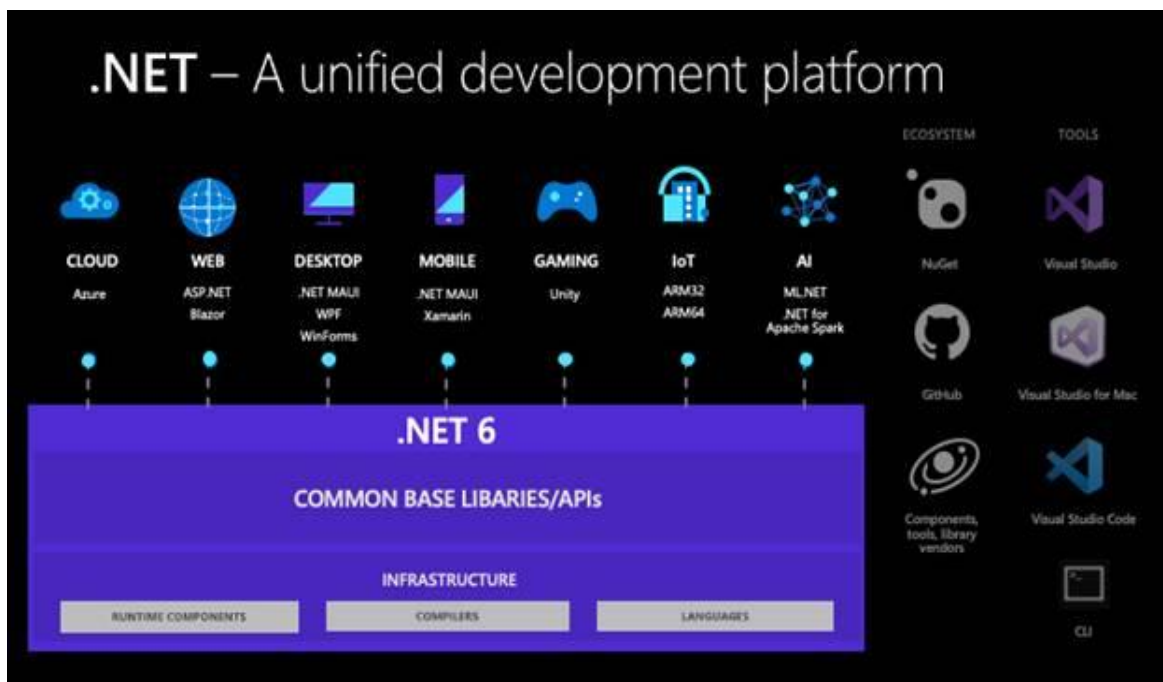 .NET – A unified development platform
ECOSYSTEM
TOOLS
CLOUD
Azure
WEB
ASP.NET
Blazor
DESKTOP
.NET MAUI
WPF
WinForms
MOBILE
.NET MAUI
Xamarin
GAMING
Unity
IoT
ARM32
ARM64
AI
ML.NET
.NET for
Apache Spark
NuGet
Visual Studio
GitHub
Visual Studio for Mac
Components,
tools, library
vendors
Visual Studio Code
CLI
.NET 6
COMMON BASE LIBARIES/APIs
INFRASTRUCTURE
RUNTIME COMPONENTS
COMPILERS
LANGUAGES